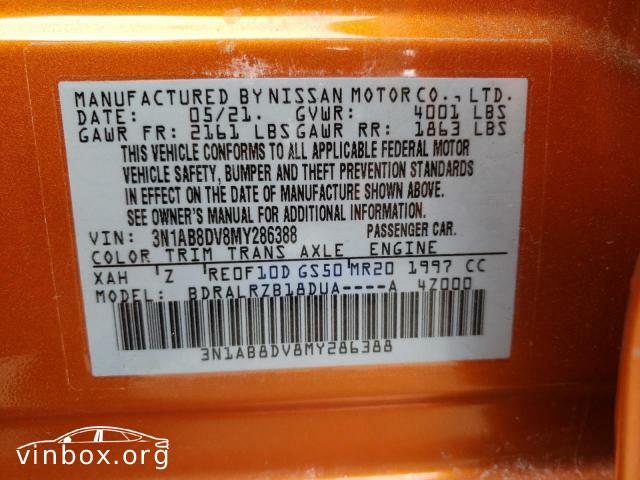 MANUFACTURED BY NISSAN MOTOR CO., LTD.
DATE: 05/21. GVWR: 4001 LBS
GAWR FR: 2161 LBS GAWR RR: 1863 LBS
THIS VEHICLE CONFORMS TO ALL APPLICABLE FEDERAL MOTOR
VEHICLE SAFETY, BUMPER AND THEFT PREVENTION STANDARDS
IN EFFECT ON THE DATE OF MANUFACTURE SHOWN ABOVE.
SEE OWNER'S MANUAL FOR ADDITIONAL INFORMATION.
VIN: 3N1AB8DV8MY286388 PASSENGER CAR.
COLOR TRIM TRANS AXLE ENGINE
XAH Z RE0F10D GS50 MR20 1997 CC
MODEL: BDRALRZB18DUA----A 4Z000
3N1AB8DV8MY286388
vinbox.org